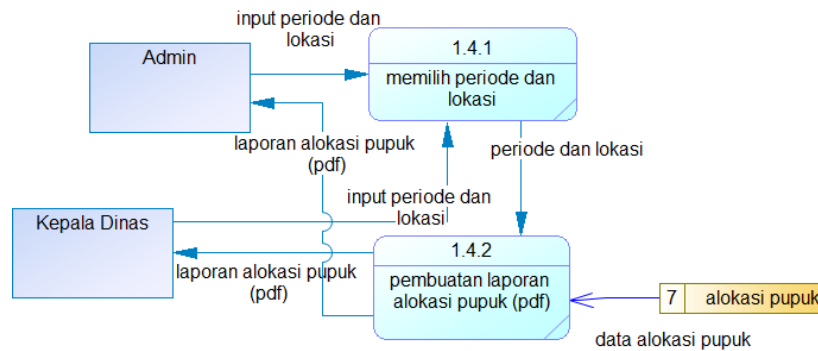 input periode dan
lokasi
Admin
1.4.1
memilih periode dan
lokasi
laporan alokasi pupuk
(pdf)
periode dan lokasi
input periode dan
lokasi
Kepala Dinas
1.4.2
laporan alokasi pupuk
(pdf)
pembuatan laporan
alokasi pupuk (pdf)
7 alokasi pupuk
data alokasi pupuk